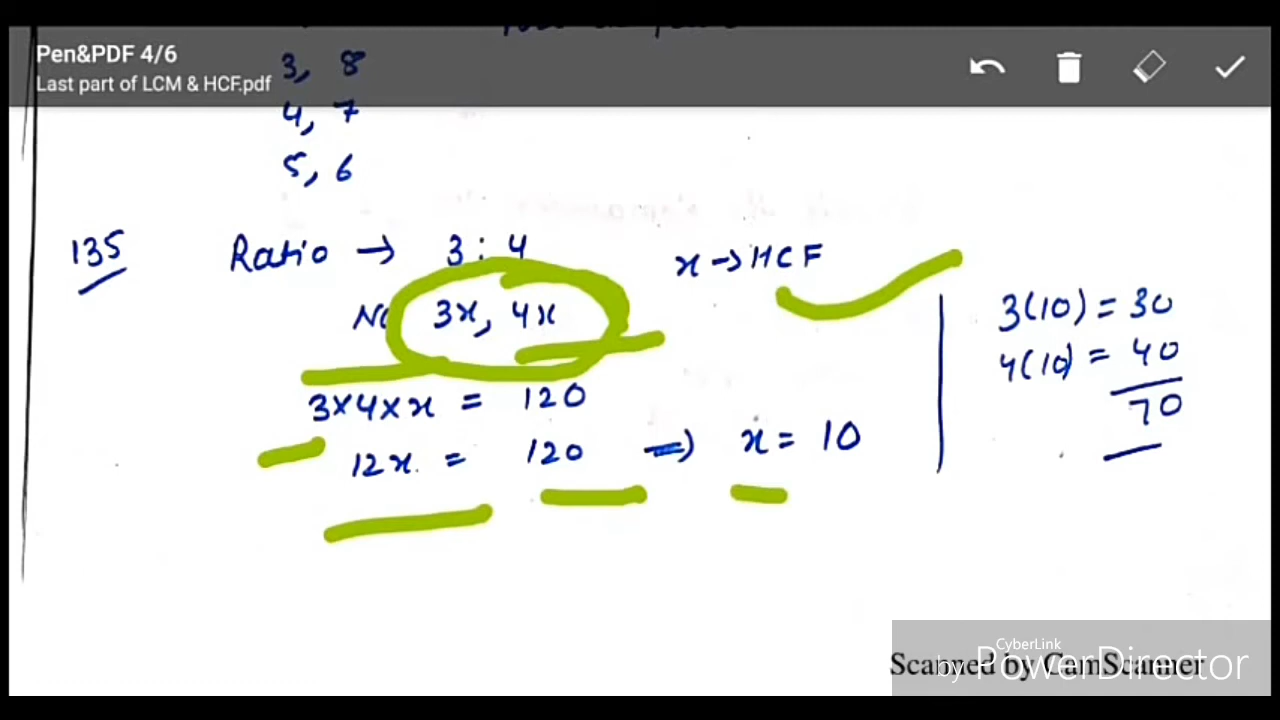 Pen&PDF 4/6
Last part of LCM & HCF.pdf
3, 8
4, 7
5, 6
135 Ratio → 3 : 4 x → HCF
3x, 4x
3(10) = 30
4(10) = 40
70
3×4×x = 120
12x = 120 ⇒ x = 10
Scanned by CamScanner
CyberLink
by PowerDirector